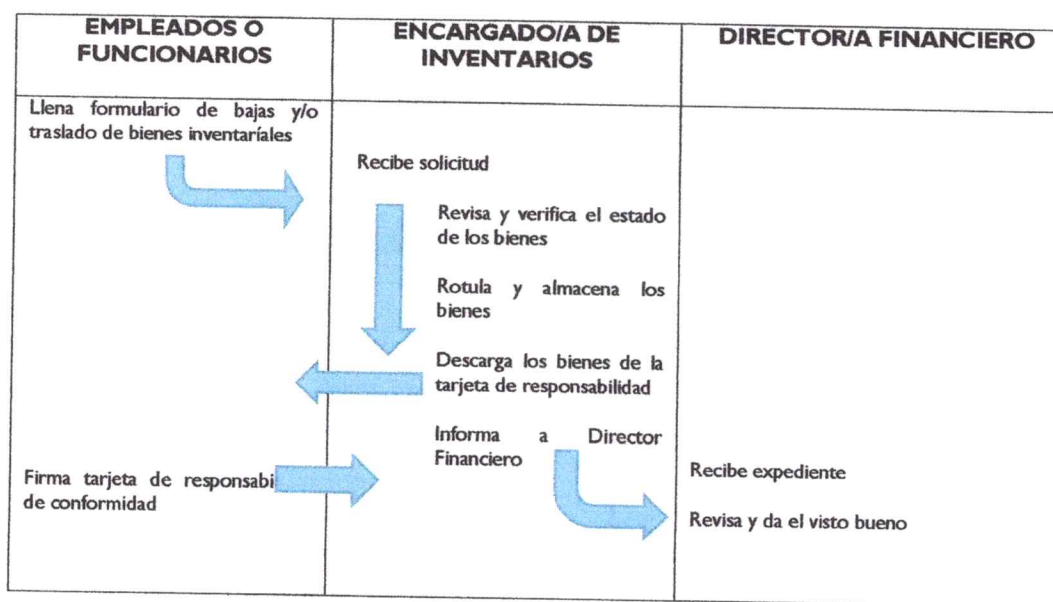 EMPLEADOS O
FUNCIONARIOS
ENCARGADO/A DE
INVENTARIOS
DIRECTOR/A FINANCIERO
Llena formulario de bajas y/o
traslado de bienes inventaríales
Recibe solicitud
Revisa y verifica el estado
de los bienes
Rotula y almacena los
bienes
Descarga los bienes de la
tarjeta de responsabilidad
Informa a Director
Financiero
Firma tarjeta de responsabi
de conformidad
Recibe expediente
Revisa y da el visto bueno